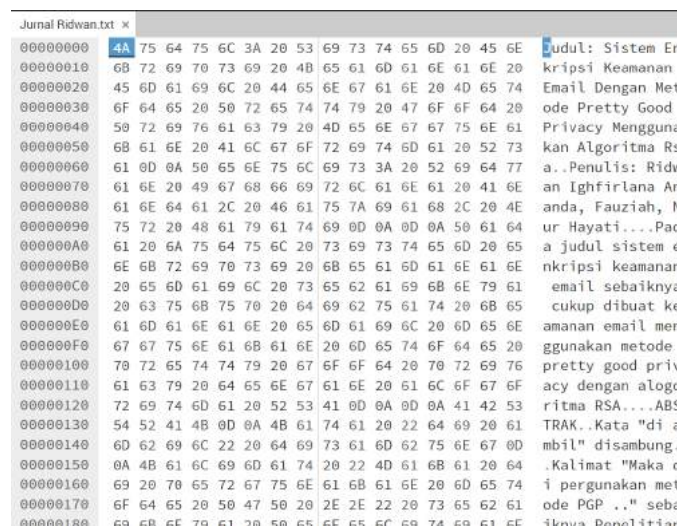 Jurnal Ridwan.txt ×
00000000 4A 75 64 75 6C 3A 20 53 69 73 74 65 6D 20 45 6E Judul: Sistem En
00000010 6B 72 69 70 73 69 20 4B 65 61 6D 61 6E 61 6E 20 kripsi Keamanan
00000020 45 6D 61 69 6C 20 44 65 6E 67 61 6E 20 4D 65 74 Email Dengan Met
00000030 6F 64 65 20 50 72 65 74 74 79 20 47 6F 6F 64 20 ode Pretty Good
00000040 50 72 69 76 61 63 79 20 4D 65 6E 67 67 75 6E 61 Privacy Mengguna
00000050 6B 61 6E 20 41 6C 67 6F 72 69 74 6D 61 20 52 73 kan Algoritma Rs
00000060 61 0D 0A 50 65 6E 75 6C 69 73 3A 20 52 69 64 77 a..Penulis: Ridw
00000070 61 6E 20 49 67 68 66 69 72 6C 61 6E 61 20 41 6E an Ighfirlana An
00000080 61 6E 64 61 2C 20 46 61 75 7A 69 61 68 2C 20 4E anda, Fauziah, N
00000090 75 72 20 48 61 79 61 74 69 0D 0A 0D 0A 50 61 64 ur Hayati....Pad
000000A0 61 20 6A 75 64 75 6C 20 73 69 73 74 65 6D 20 65 a judul sistem e
000000B0 6E 6B 72 69 70 73 69 20 6B 65 61 6D 61 6E 61 6E nkripsi keamanan
000000C0 20 65 6D 61 69 6C 20 73 65 62 61 69 6B 6E 79 61 email sebaiknya
000000D0 20 63 75 6B 75 70 20 64 69 62 75 61 74 20 6B 65 cukup dibuat ke
000000E0 61 6D 61 6E 61 6E 20 65 6D 61 69 6C 20 6D 65 6E amanan email men
000000F0 67 67 75 6E 61 6B 61 6E 20 6D 65 74 6F 64 65 20 ggunakan metode
00000100 70 72 65 74 74 79 20 67 6F 6F 64 20 70 72 69 76 pretty good priv
00000110 61 63 79 20 64 65 6E 67 61 6E 20 61 6C 6F 67 6F acy dengan alogo
00000120 72 69 74 6D 61 20 52 53 41 0D 0A 0D 0A 41 42 53 ritma RSA....ABS
00000130 54 52 41 4B 0D 0A 4B 61 74 61 20 22 64 69 20 61 TRAK..Kata "di a
00000140 6D 62 69 6C 22 20 64 69 73 61 6D 62 75 6E 67 0D mbil" disambung.
00000150 0A 4B 61 6C 69 6D 61 74 20 22 4D 61 6B 61 20 64 .Kalimat "Maka d
00000160 69 20 70 65 72 67 75 6E 61 6B 61 6E 20 6D 65 74 i pergunakan met
00000170 6F 64 65 20 50 47 50 20 2E 2E 22 20 73 65 62 61 ode PGP .." seba
00000180 69 6B 6E 79 61 20 50 65 6E 65 6C 69 74 69 61 6E iknya Penelitian